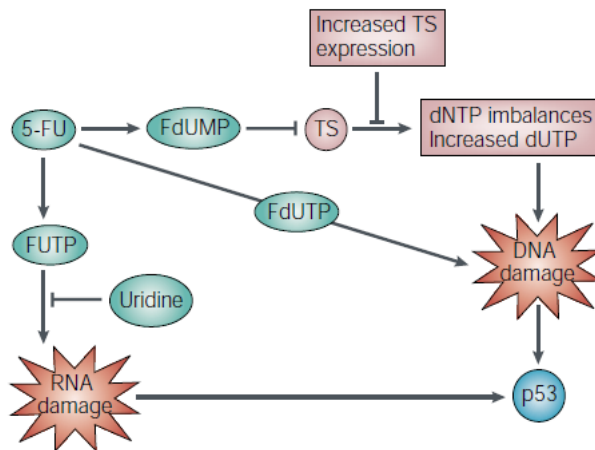 Increased TS
expression
5-FU
FdUMP
TS
dNTP imbalances
Increased dUTP
FdUTP
FUTP
DNA
damage
Uridine
RNA
damage
p53